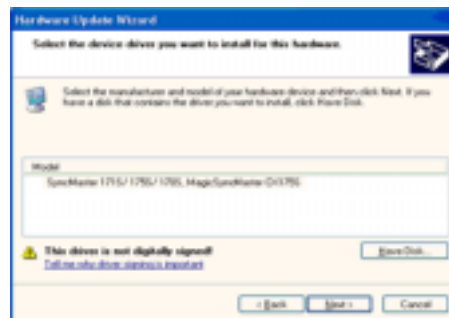 Hardware Update Wizard
Select the device driver you want to install for this hardware.
Select the manufacturer and model of your hardware device and then click Next. If you
have a disk that contains the driver you want to install, click Have Disk.
Model
SyncMaster 171S/ 175S/ 170S, MagicSyncMaster
This driver is not digitally signed!
Tell me why driver signing is important
Have Disk...
< Back
Next >
Cancel